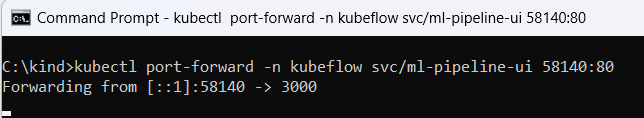 Command Prompt - kubectl  port-forward -n kubeflow svc/ml-pipeline-ui 58140:80
C:\kind>kubectl port-forward -n kubeflow svc/ml-pipeline-ui 58140:80
Forwarding from [::1]:58140 -> 3000